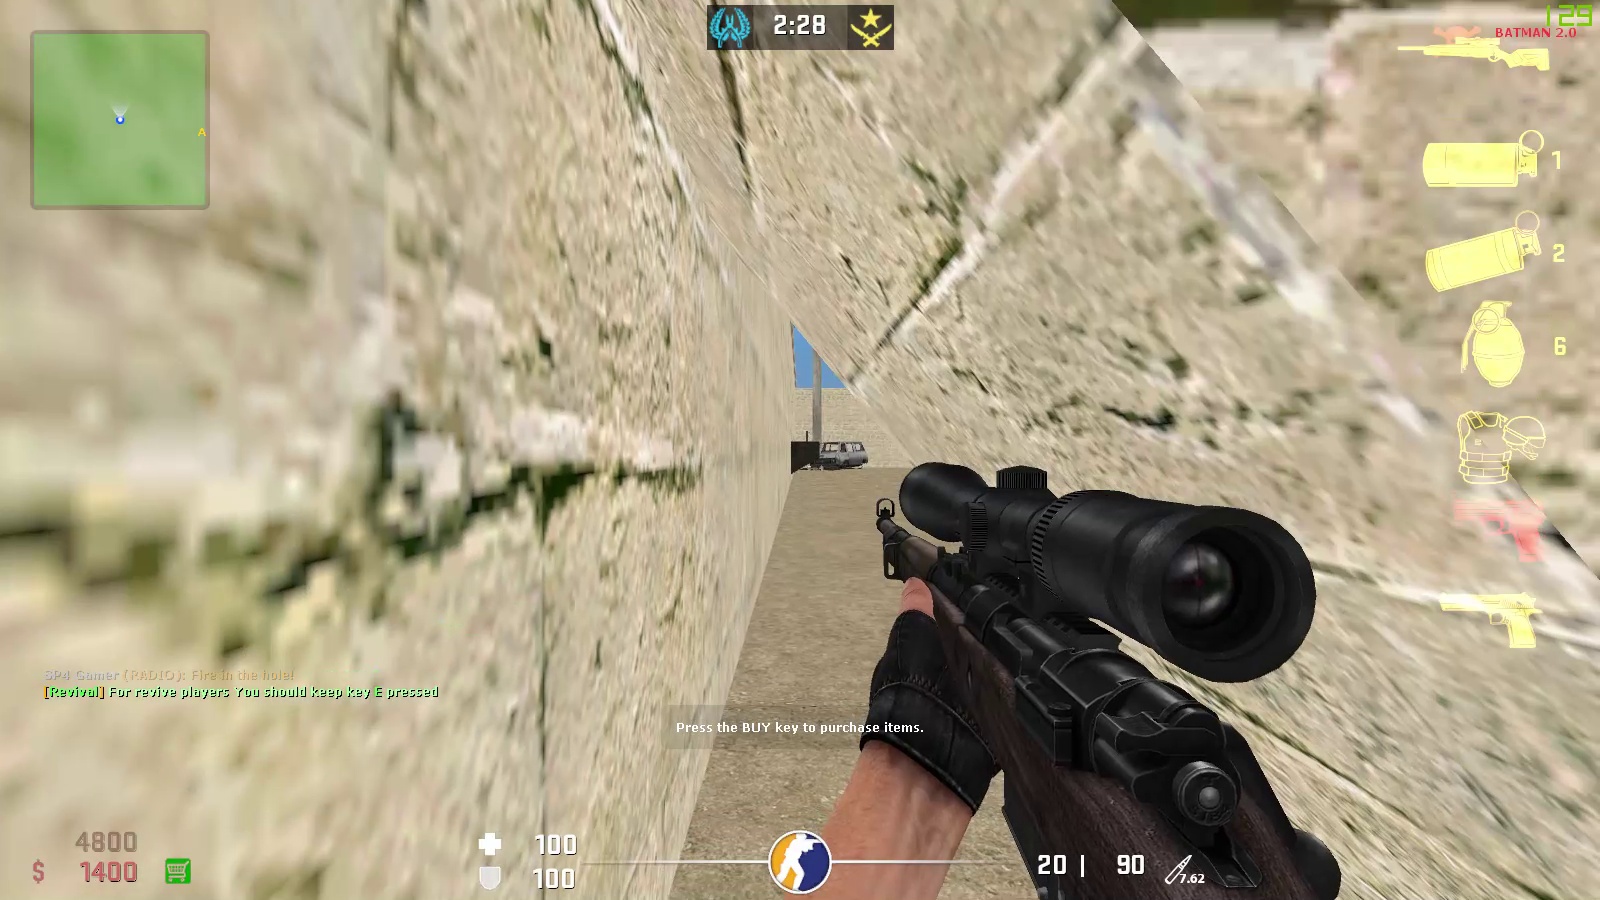 2:28
129
BATMAN 2.0
A
1
2
6
SP4 Gamer (RADIO): Fire in the hole!
[Revival] For revive players You should keep key E pressed
Press the BUY key to purchase items.
4800
$ 1400
100
100
20 | 90
7.62